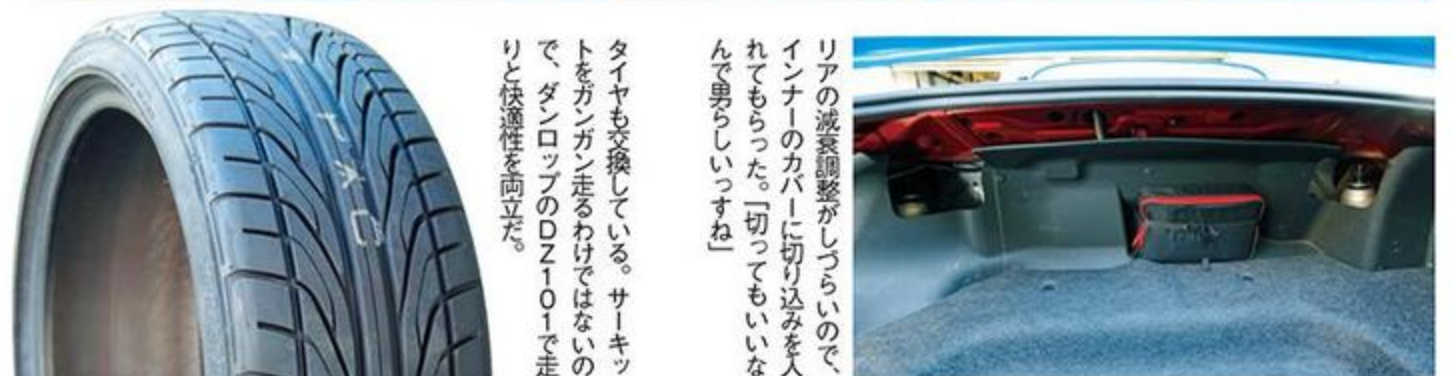 リアの減衰調整がしづらいので、
インナーのカバーに切り込みを入
れてもらった。「切ってもいいな
んて男らしいっすね」
タイヤも交換している。サーキッ
トをガンガン走るわけではないの
で、ダンロップのDZ101で走
りと快適性を両立だ。